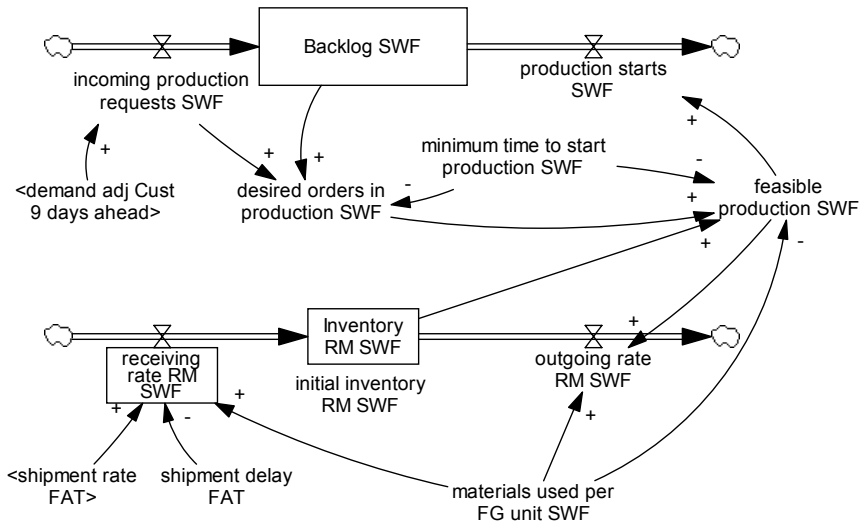 Backlog SWF
incoming production
requests SWF
production starts
SWF
+
+
+
+
minimum time to start
production SWF
-
<demand adj Cust
9 days ahead>
desired orders in
production SWF
-
+
feasible
production SWF
+
-
Inventory
RM SWF
+
receiving
rate RM
SWF
initial inventory
RM SWF
outgoing rate
RM SWF
+
-
+
+
<shipment rate
FAT>
shipment delay
FAT
materials used per
FG unit SWF